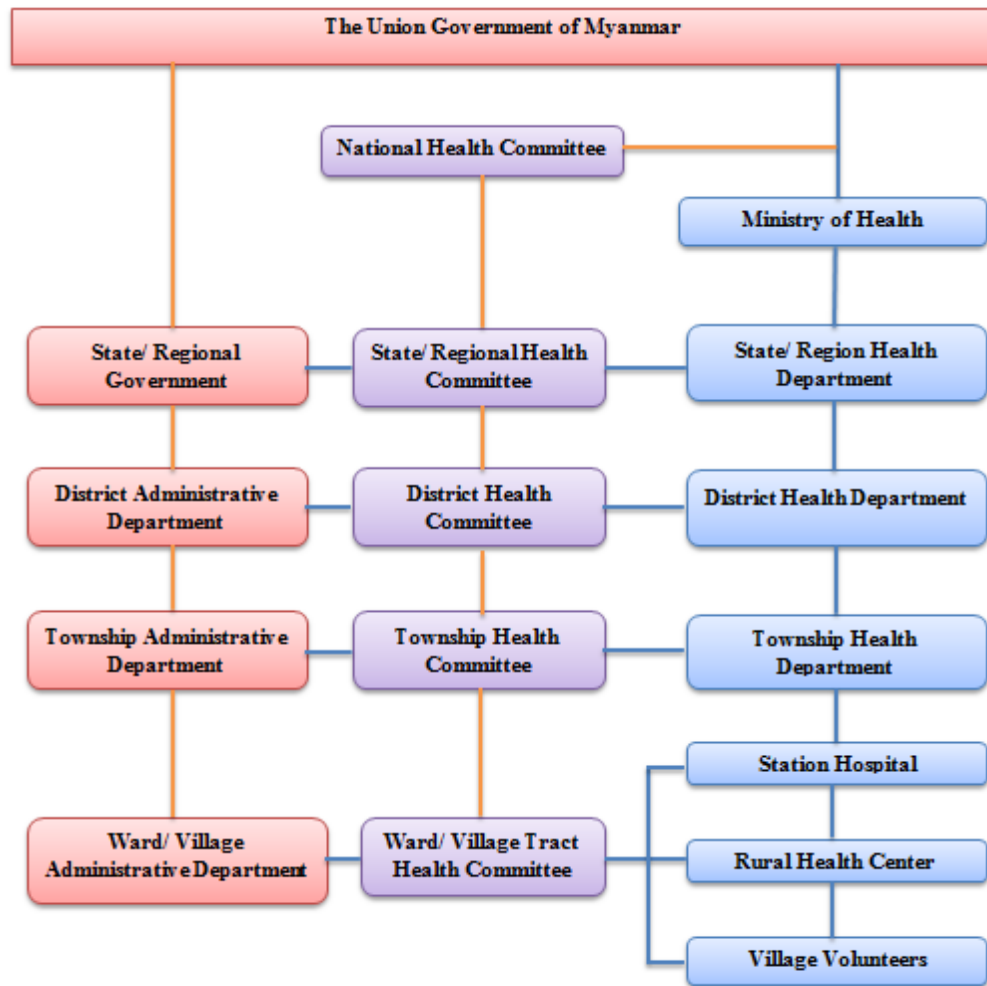 The Union Government of Myanmar
National Health Committee
Ministry of Health
State/ Regional
Government
State/ Regional Health
Committee
State/ Region Health
Department
District Administrative
Department
District Health
Committee
District Health Department
Township Administrative
Department
Township Health
Committee
Township Health
Department
Station Hospital
Ward/ Village
Administrative Department
Ward/ Village Tract
Health Committee
Rural Health Center
Village Volunteers